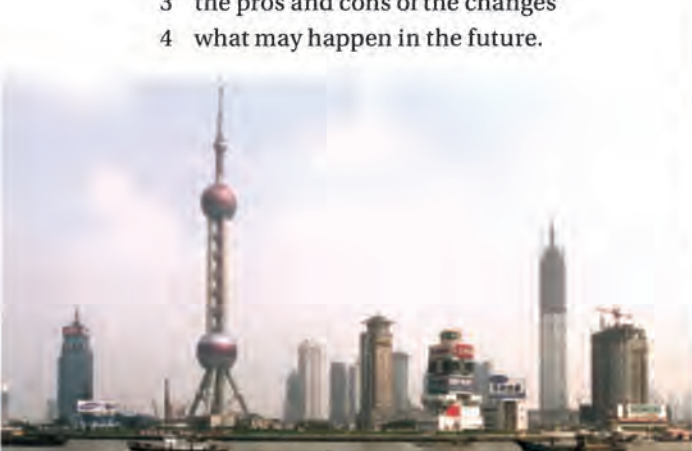 3 the pros and cons of the changes
4 what may happen in the future.